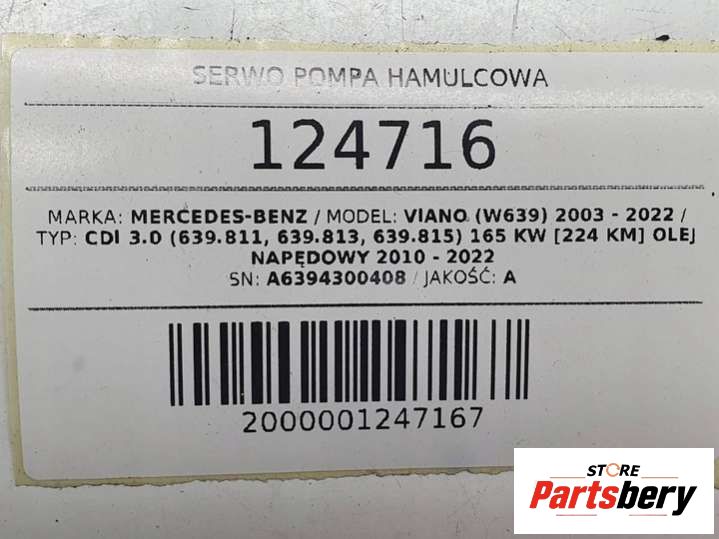 SERWO POMPA HAMULCOWA
124716
MARKA: MERCEDES-BENZ / MODEL: VIANO (W639) 2003 - 2022 /
TYP: CDI 3.0 (639.811, 639.813, 639.815) 165 KW [224 KM] OLEJ
NAPĘDOWY 2010 - 2022
SN: A6394300408 / JAKOŚĆ: A
2000001247167
STORE
Partsbery